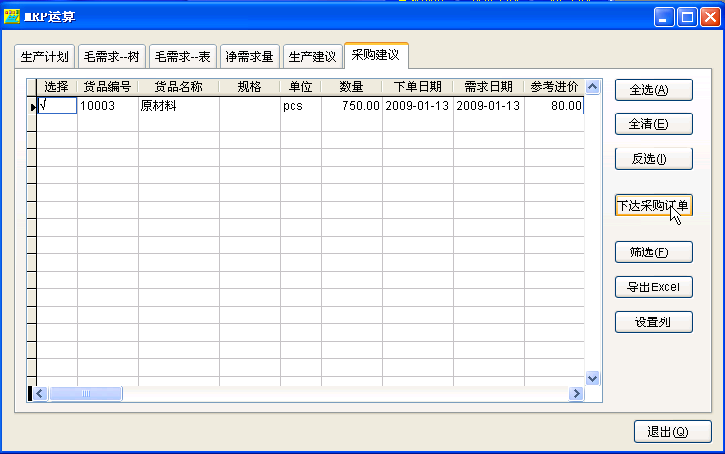 MRP运算
生产计划 毛需求--树 毛需求--表 净需求量 生产建议 采购建议
选择 货品编号 货品名称 规格 单位 数量 下单日期 需求日期 参考进价
√ 10003 原材料 pcs 750.00 2009-01-13 2009-01-13 80.00
全选(A)
全清(E)
反选(I)
下达采购订单
筛选(F)
导出Excel
设置列
退出(Q)